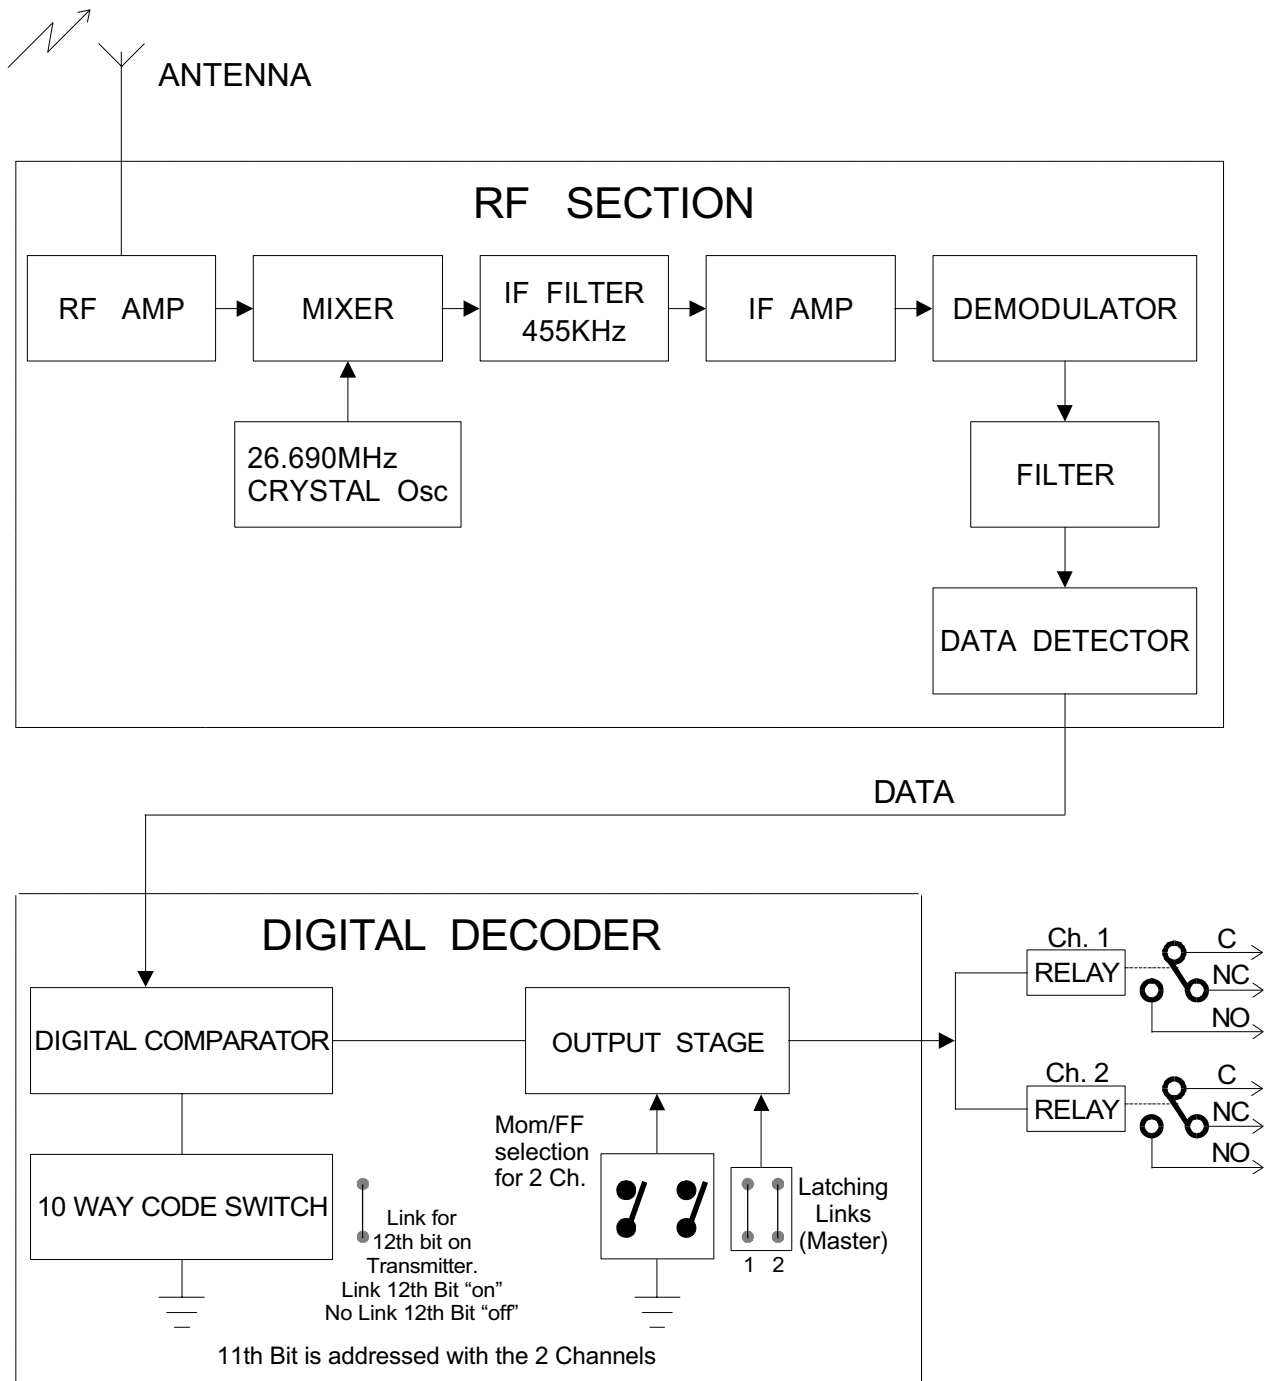 ANTENNA
RF SECTION
RF AMP
MIXER
IF FILTER
455KHz
IF AMP
DEMODULATOR
26.690MHz
CRYSTAL Osc
FILTER
DATA DETECTOR
DATA
DIGITAL DECODER
DIGITAL COMPARATOR
OUTPUT STAGE
Ch. 1
RELAY
C
NC
NO
Ch. 2
RELAY
C
NC
NO
Mom/FF
selection
for 2 Ch.
10 WAY CODE SWITCH
Link for
12th bit on
Transmitter.
Link 12th Bit “on”
No Link 12th Bit “off”
Latching
Links
(Master)
1 2
11th Bit is addressed with the 2 Channels